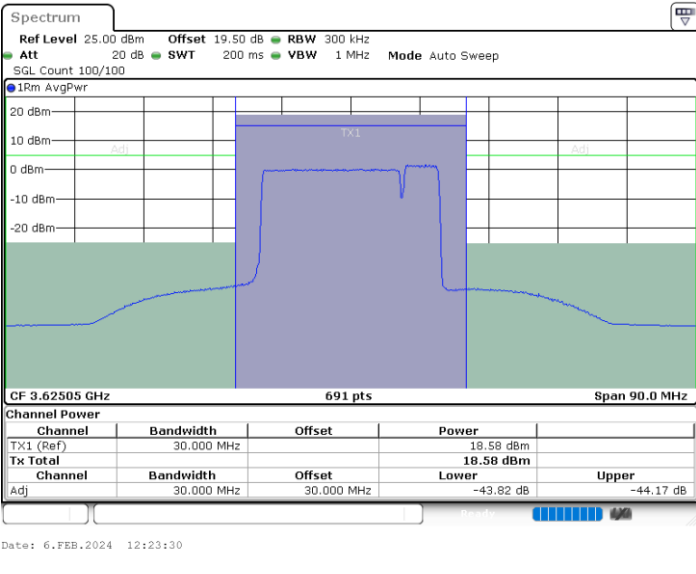 Spectrum
Ref Level 25.00 dBm Offset 19.50 dB RBW 300 kHz
Att 20 dB SWT 200 ms VBW 1 MHz Mode Auto Sweep
SGL Count 100/100
1Rm AvgPwr
20 dBm
TX1
10 dBm
Adj Adj
0 dBm
-10 dBm
-20 dBm
CF 3.62505 GHz 691 pts Span 90.0 MHz
Channel Power
Channel Bandwidth Offset Power
TX1 (Ref) 30.000 MHz 18.58 dBm
Tx Total 18.58 dBm
Channel Bandwidth Offset Lower Upper
Adj 30.000 MHz 30.000 MHz -43.82 dB -44.17 dB
Ready
Date: 6.FEB.2024 12:23:30